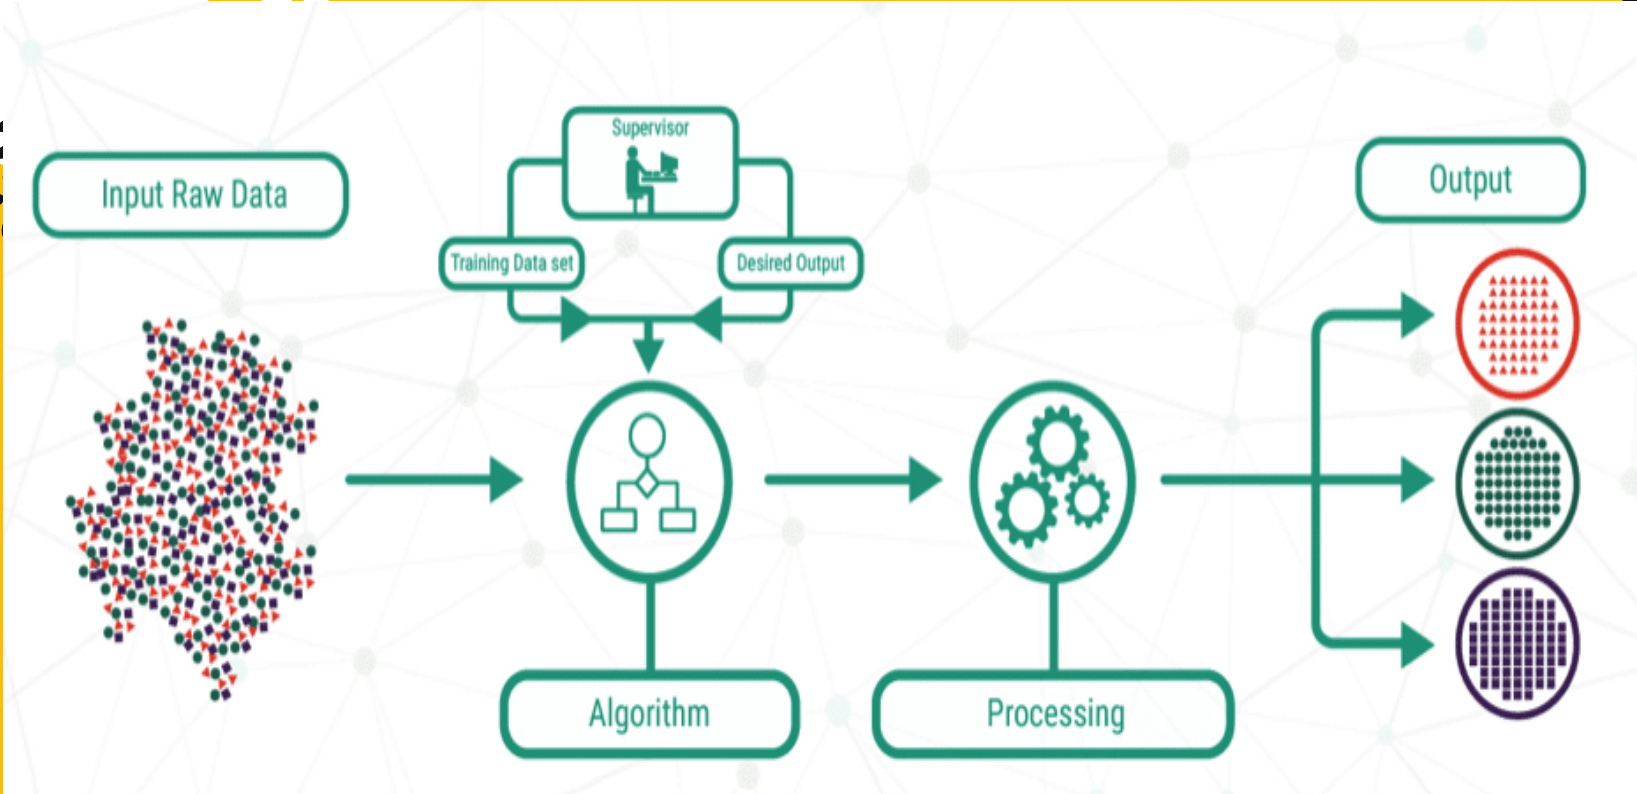 Supervisor
Input Raw Data
Output
Training Data set
Desired Output
Algorithm
Processing